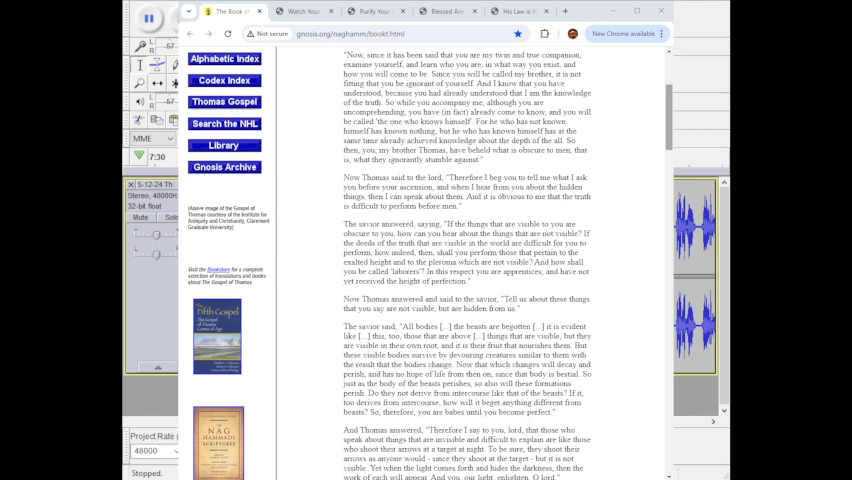 The Book of
Watch Your
Purify Your
Blessed Am
His Law is W
Not secure
gnosis.org/naghamm/bookt.html
New Chrome available
Alphabetic Index
Codex Index
Thomas Gospel
Search the NHL
Library
Gnosis Archive
(Above image of the Gospel of
Thomas courtesy of the Institute for
Antiquity and Christianity, Claremont
Graduate University)
Visit the Bookstore for a complete
selection of translations and books
about The Gospel of Thomas
The
Fifth Gospel
The Gospel of
Thomas Comes of Age
THE
NAG
HAMMADI
SCRIPTURES
"Now, since it has been said that you are my twin and true companion,
examine yourself, and learn who you are, in what way you exist, and
how you will come to be. Since you will be called my brother, it is not
fitting that you be ignorant of yourself. And I know that you have
understood, because you had already understood that I am the knowledge
of the truth. So while you accompany me, although you are
uncomprehending, you have (in fact) already come to know, and you will
be called 'the one who knows himself'. For he who has not known
himself has known nothing, but he who has known himself has at the
same time already achieved knowledge about the depth of the all. So
then, you, my brother Thomas, have beheld what is obscure to men, that
is, what they ignorantly stumble against."
Now Thomas said to the lord, "Therefore I beg you to tell me what I ask
you before your ascension, and when I hear from you about the hidden
things, then I can speak about them. And it is obvious to me that the truth
is difficult to perform before men."
The savior answered, saying, "If the things that are visible to you are
obscure to you, how can you hear about the things that are not visible? If
the deeds of the truth that are visible in the world are difficult for you to
perform, how indeed, then, shall you perform those that pertain to the
exalted height and to the pleroma which are not visible? And how shall
you be called 'laborers'? In this respect you are apprentices, and have not
yet received the height of perfection."
Now Thomas answered and said to the savior, "Tell us about these things
that you say are not visible, but are hidden from us."
The savior said, "All bodies [...] the beasts are begotten [...] it is evident
like [...] this, too, those that are above [...] things that are visible, but they
are visible in their own root, and it is their fruit that nourishes them. But
these visible bodies survive by devouring creatures similar to them with
the result that the bodies change. Now that which changes will decay and
perish, and has no hope of life from then on, since that body is bestial. So
just as the body of the beasts perishes, so also will these formations
perish. Do they not derive from intercourse like that of the beasts? If it,
too derives from intercourse, how will it beget anything different from
beasts? So, therefore, you are babes until you become perfect."
And Thomas answered, "Therefore I say to you, lord, that those who
speak about things that are invisible and difficult to explain are like those
who shoot their arrows at a target at night. To be sure, they shoot their
arrows as anyone would - since they shoot at the target - but it is not
visible. Yet when the light comes forth and hides the darkness, then the
work of each will appear. And you, our light, enlighten, O lord."
L
R
-57
L
R
-57
MME
7:30
5-12-24 Th
Stereo, 48000H
32-bit float
Mute
Solo
L
R
Project Rate (
48000
Stopped.